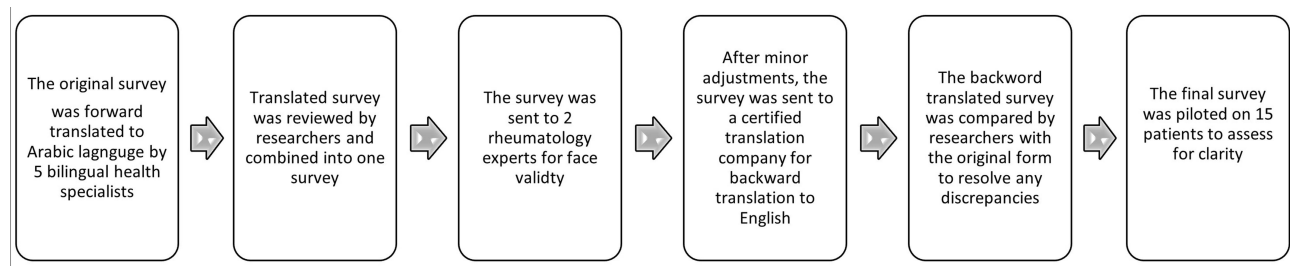 The original survey
was forward
translated to
Arabic lagnguge by
5 bilingual health
specialists
Translated survey
was reviewed by
researchers and
combined into one
survey
The survey was
sent to 2
rheumatology
experts for face
validty
After minor
adjustments, the
survey was sent to
a certified
translation
company for
backward
translation to
English
The backword
translated survey
was compared by
researchers with
the original form
to resolve any
discrepancies
The final survey
was piloted on 15
patients to assess
for clarity